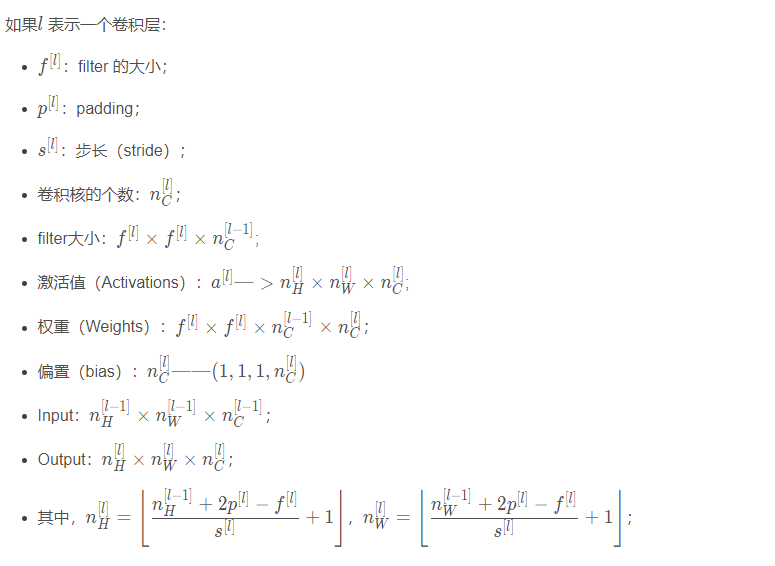 如果$l$ 表示一个卷积层：
• $f^{[l]}$：filter 的大小；
• $p^{[l]}$：padding；
• $s^{[l]}$：步长（stride）；
• 卷积核的个数：$n_C^{[l]}$；
• filter大小：$f^{[l]} \times f^{[l]} \times n_C^{[l-1]}$；
• 激活值（Activations）：$a^{[l]} — > n_H^{[l]} \times n_W^{[l]} \times n_C^{[l]}$;
• 权重（Weights）：$f^{[l]} \times f^{[l]} \times n_C^{[l-1]} \times n_C^{[l]}$；
• 偏置（bias）：$n_C^{[l]} —— (1, 1, 1, n_C^{[l]})$
• Input：$n_H^{[l-1]} \times n_W^{[l-1]} \times n_C^{[l-1]}$；
• Output：$n_H^{[l]} \times n_W^{[l]} \times n_C^{[l]}$；
• 其中，$n_H^{[l]} = \left\lfloor \frac{n_H^{[l-1]} + 2p^{[l]} - f^{[l]}}{s^{[l]}} + 1 \right\rfloor$，$n_W^{[l]} = \left\lfloor \frac{n_W^{[l-1]} + 2p^{[l]} - f^{[l]}}{s^{[l]}} + 1 \right\rfloor$；